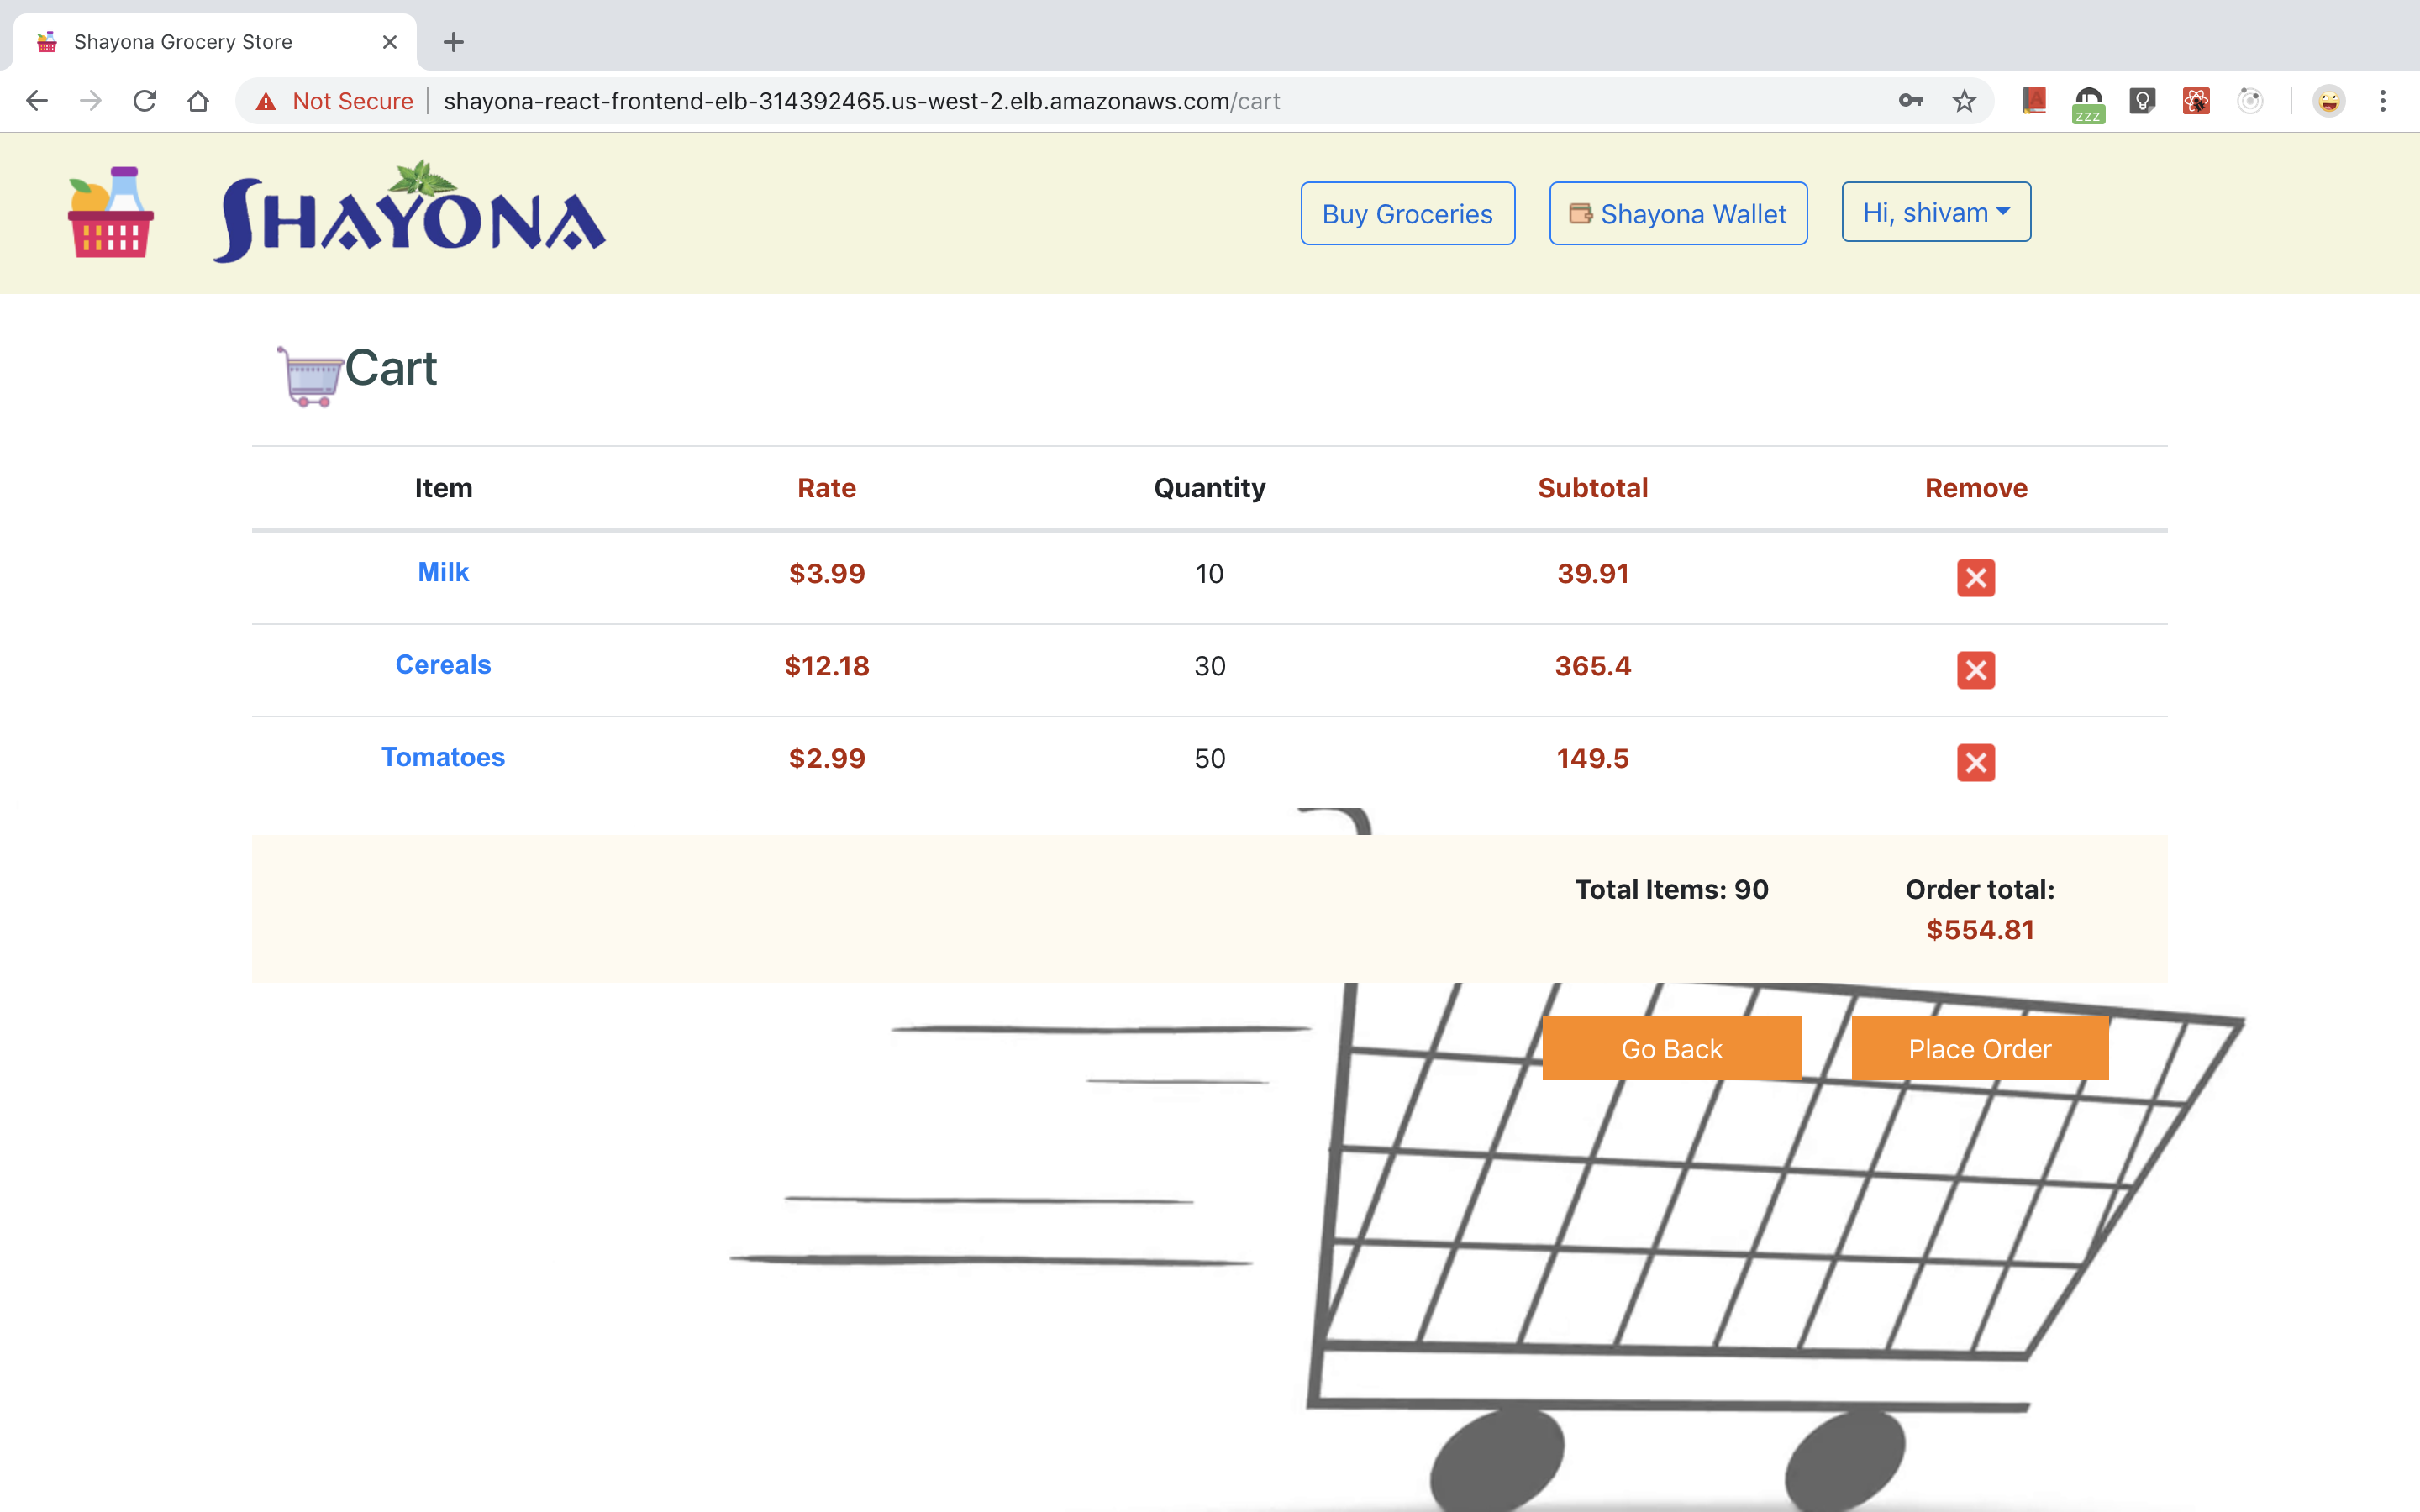 Shayona Grocery Store
Not Secure | shayona-react-frontend-elb-314392465.us-west-2.elb.amazonaws.com/cart
zzz
SHAYONA
Buy Groceries
Shayona Wallet
Hi, shivam
Cart
Item Rate Quantity Subtotal Remove
Milk $3.99 10 39.91
Cereals $12.18 30 365.4
Tomatoes $2.99 50 149.5
Total Items: 90 Order total:
$554.81
Go Back Place Order